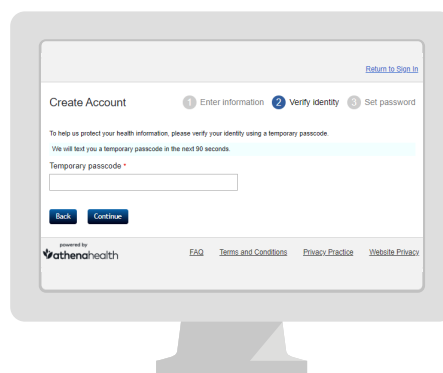 Return to Sign In
Create Account 1 Enter information 2 Verify identity 3 Set password
To help us protect your health information, please verify your identity using a temporary passcode.
We will text you a temporary passcode in the next 90 seconds.
Temporary passcode *
Back Continue
powered by
athenahealth FAQ Terms and Conditions Privacy Practice Website Privacy